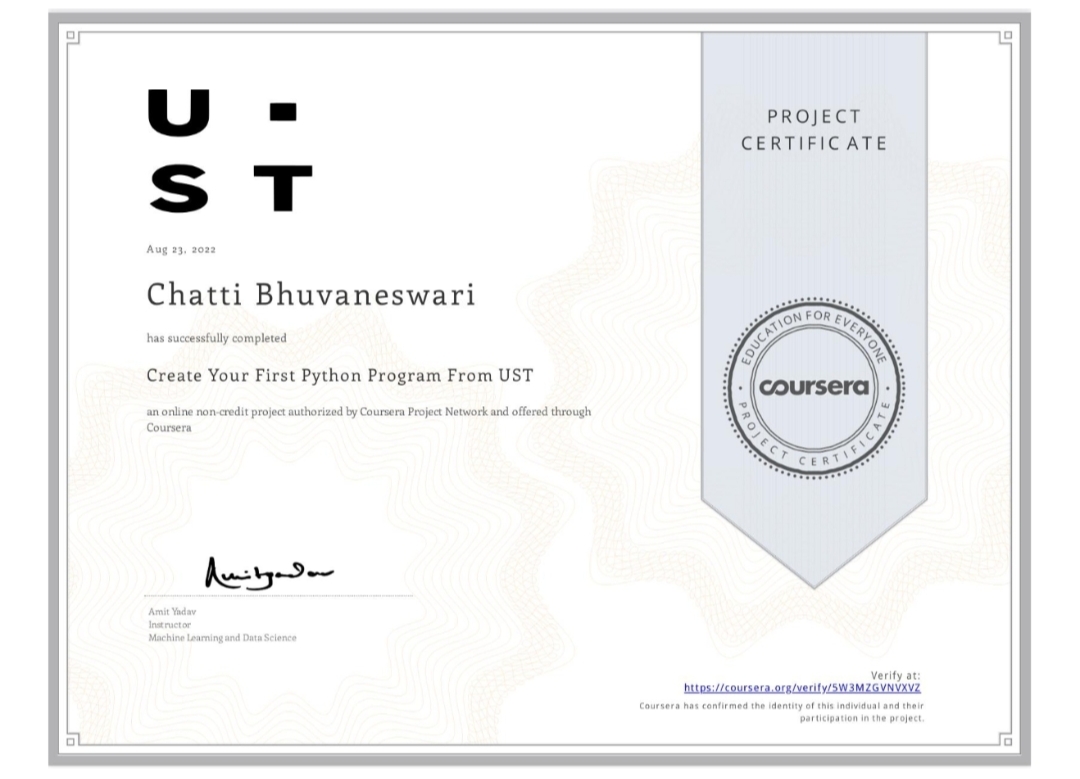 U ·
S T
Aug 23, 2022
Chatti Bhuvaneswari
has successfully completed
Create Your First Python Program From UST
an online non-credit project authorized by Coursera Project Network and offered through
Coursera
Amit Yadav
Instructor
Machine Learning and Data Science
PROJECT
CERTIFICATE
EDUCATION FOR EVERYONE
coursera
PROJECT CERTIFICATE
Verify at:
https://coursera.org/verify/5W3MZGVNVXVZ
Coursera has confirmed the identity of this individual and their
participation in the project.